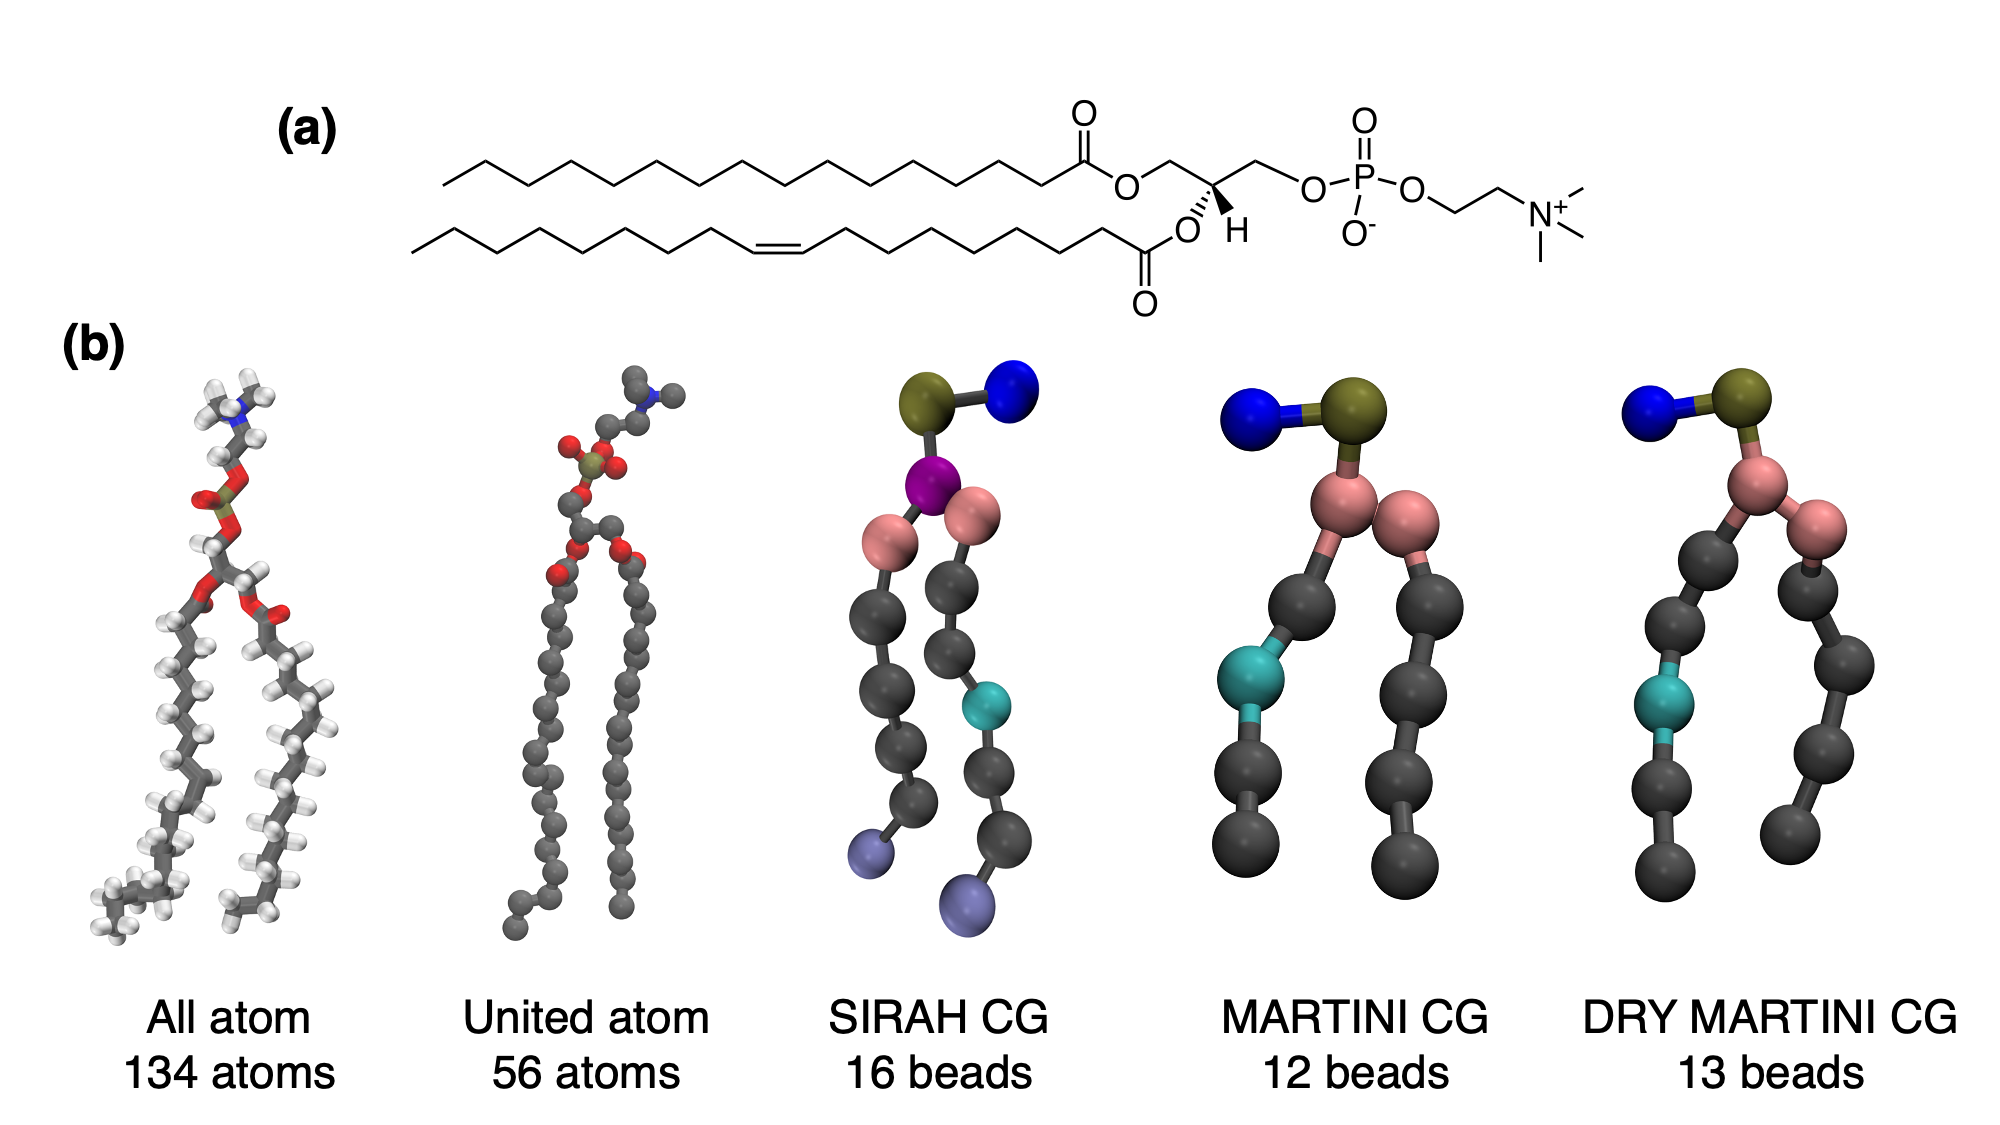 (a)
O
O
O
H
O
O
O
P
O-
O
N+
(b)
All atom
134 atoms
United atom
56 atoms
SIRAH CG
16 beads
MARTINI CG
12 beads
DRY MARTINI CG
13 beads